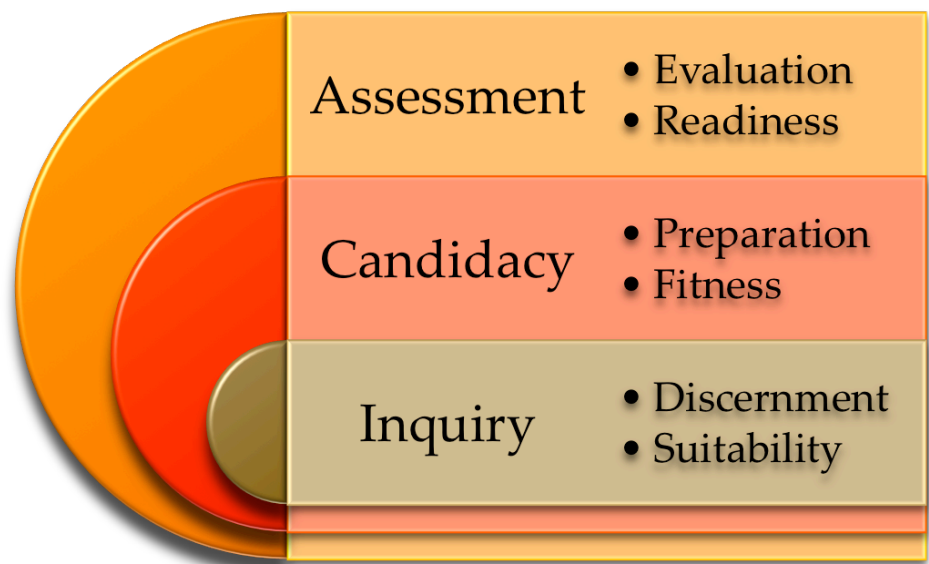 Assessment
• Evaluation
• Readiness
Candidacy
• Preparation
• Fitness
Inquiry
• Discernment
• Suitability